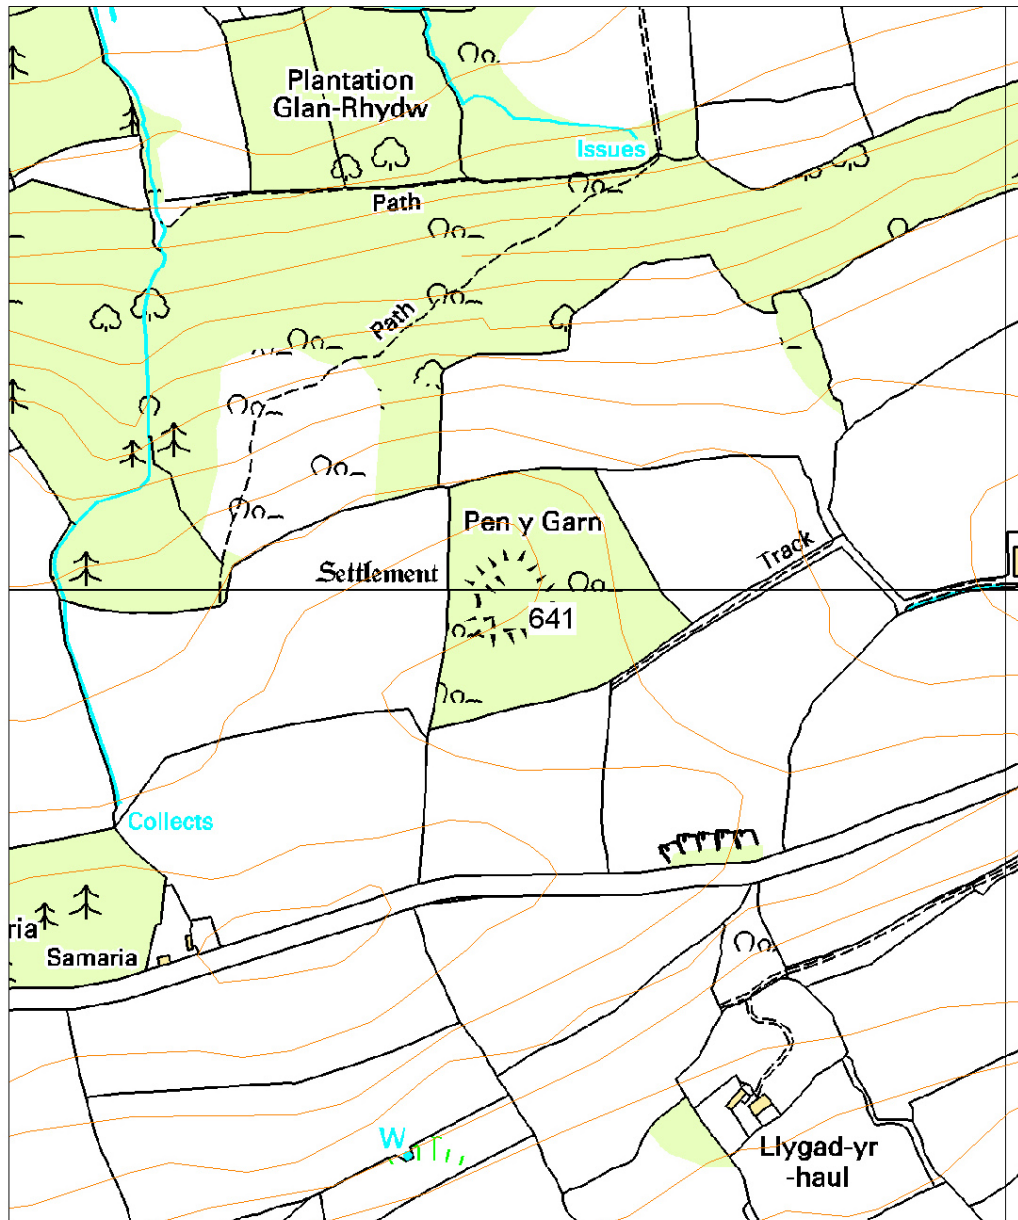 Plantation
Glan-Rhydw
Issues
Path
Path
Pen y Garn
Track
Settlement
641
Collects
ria
Samaria
W
Llygad-yr
-haul